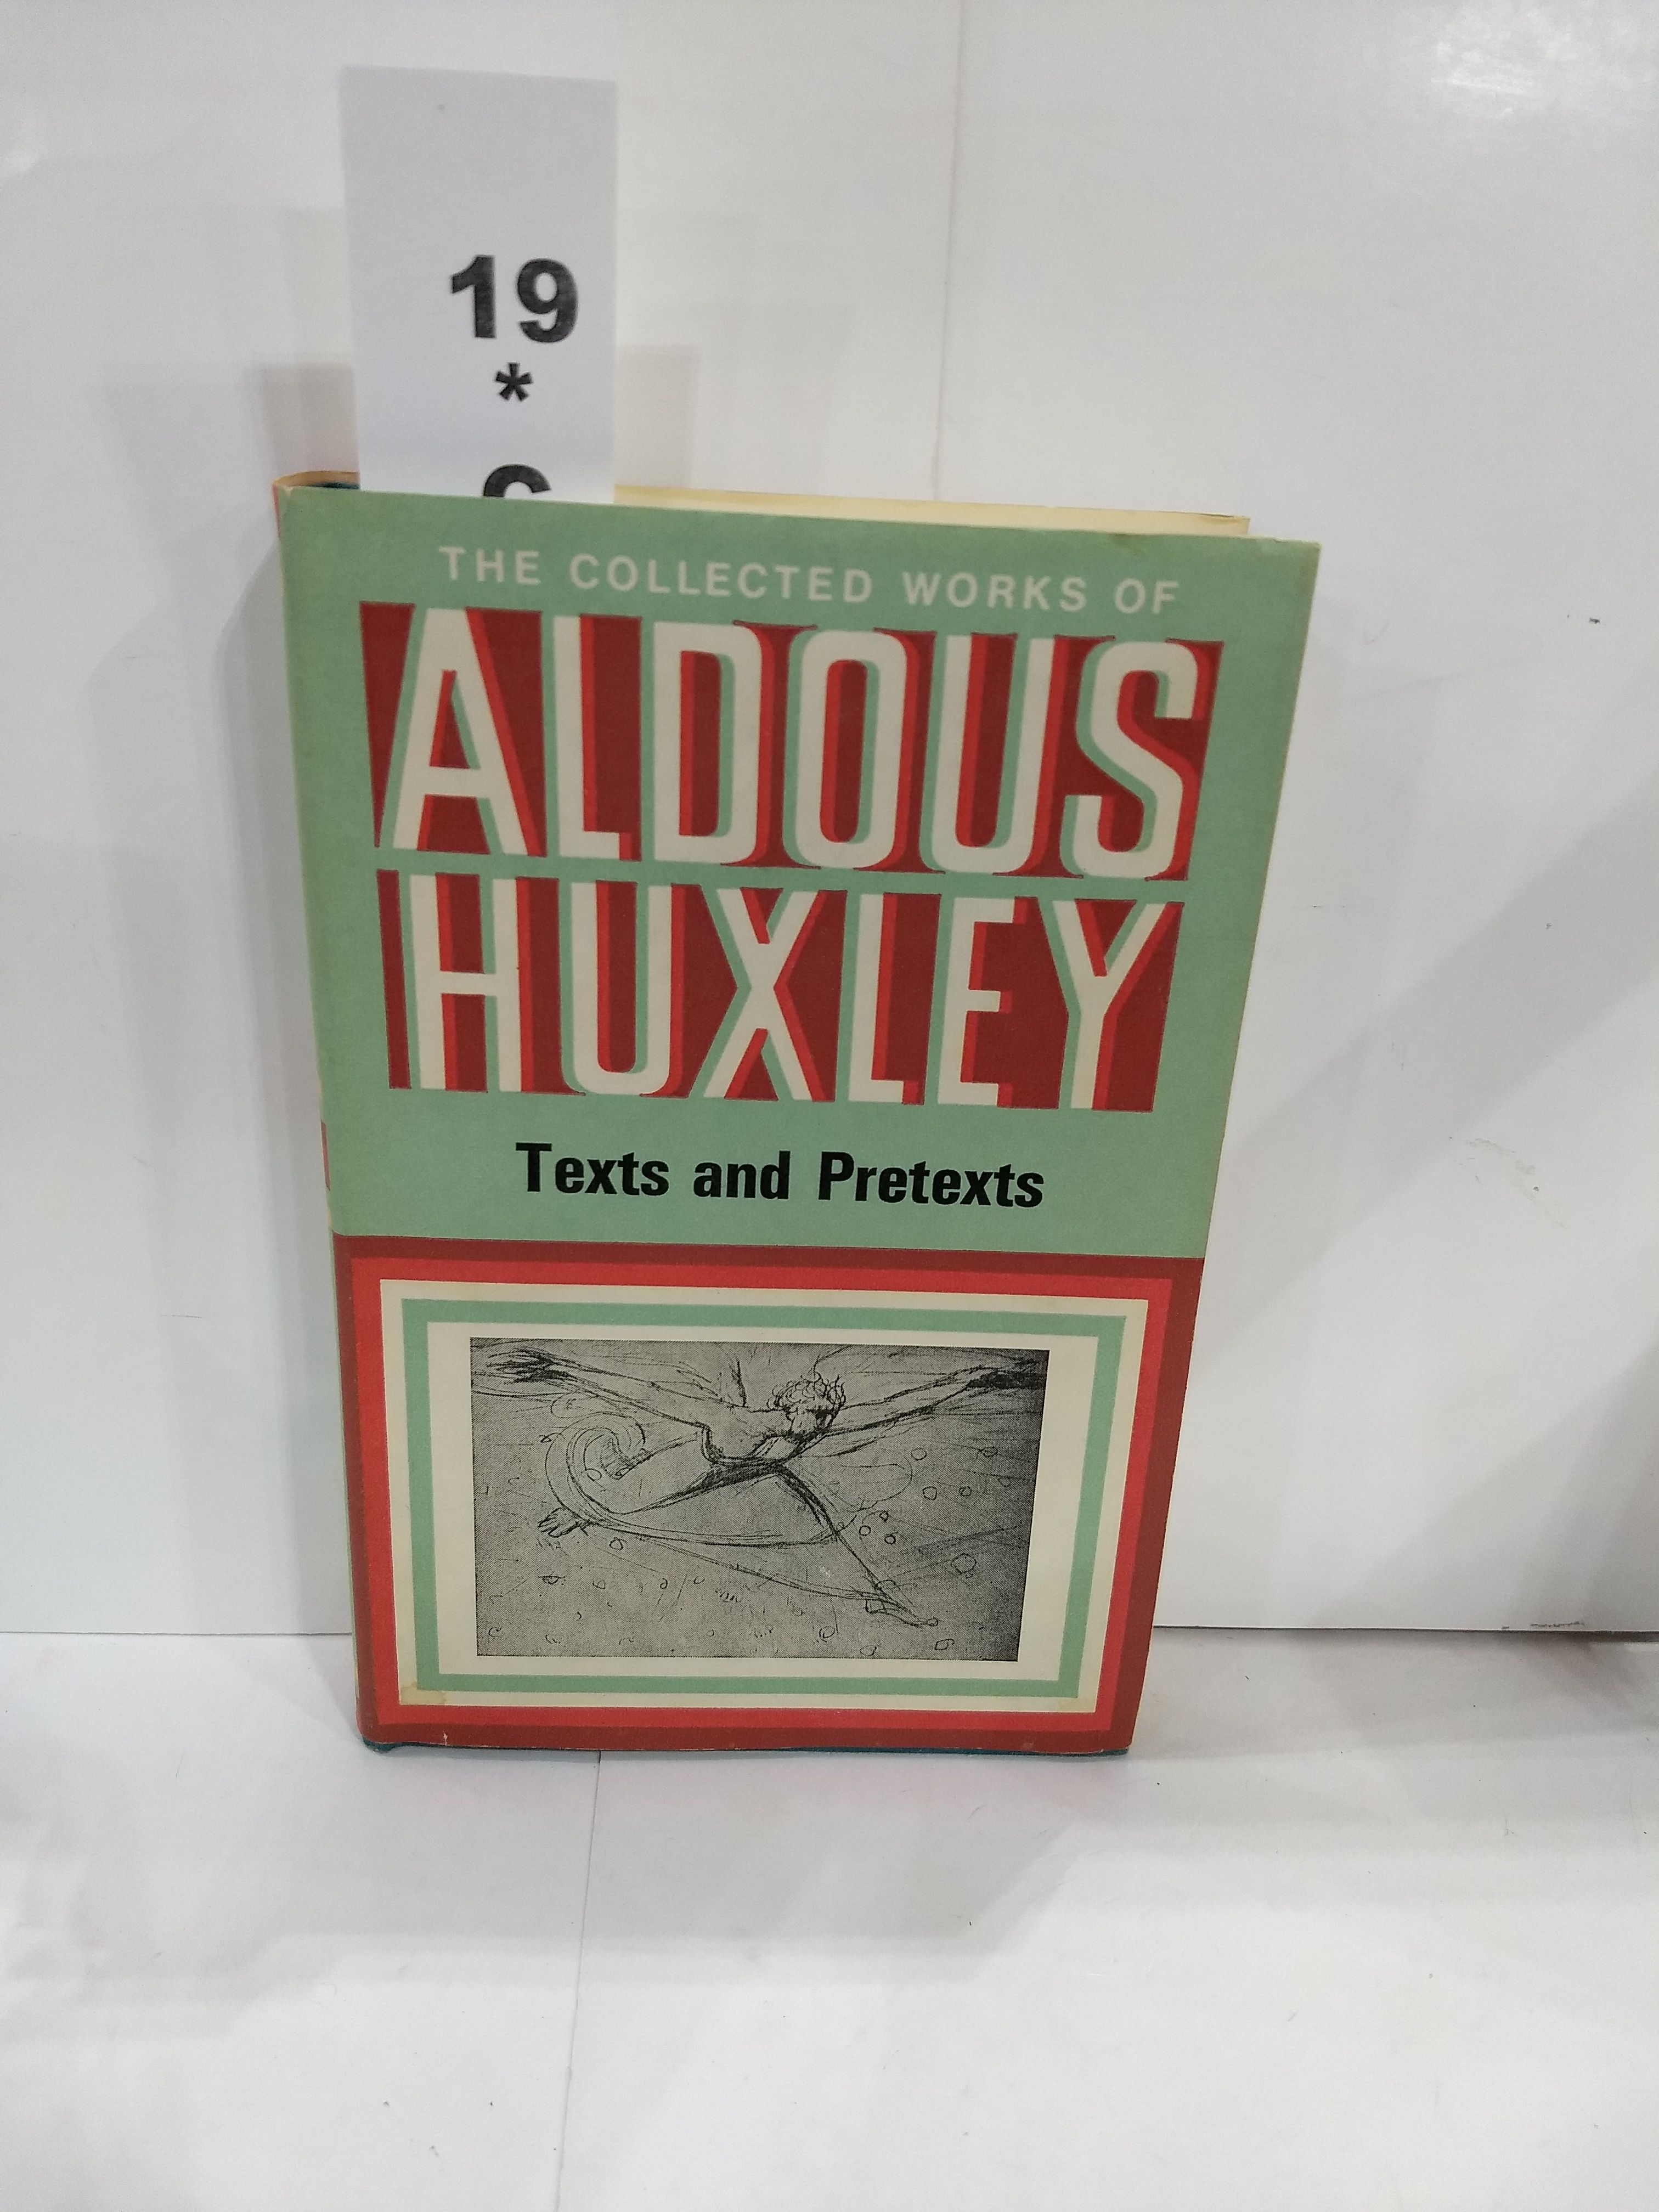 19
*
THE COLLECTED WORKS OF
ALDOUS
HUXLEY
Texts and Pretexts